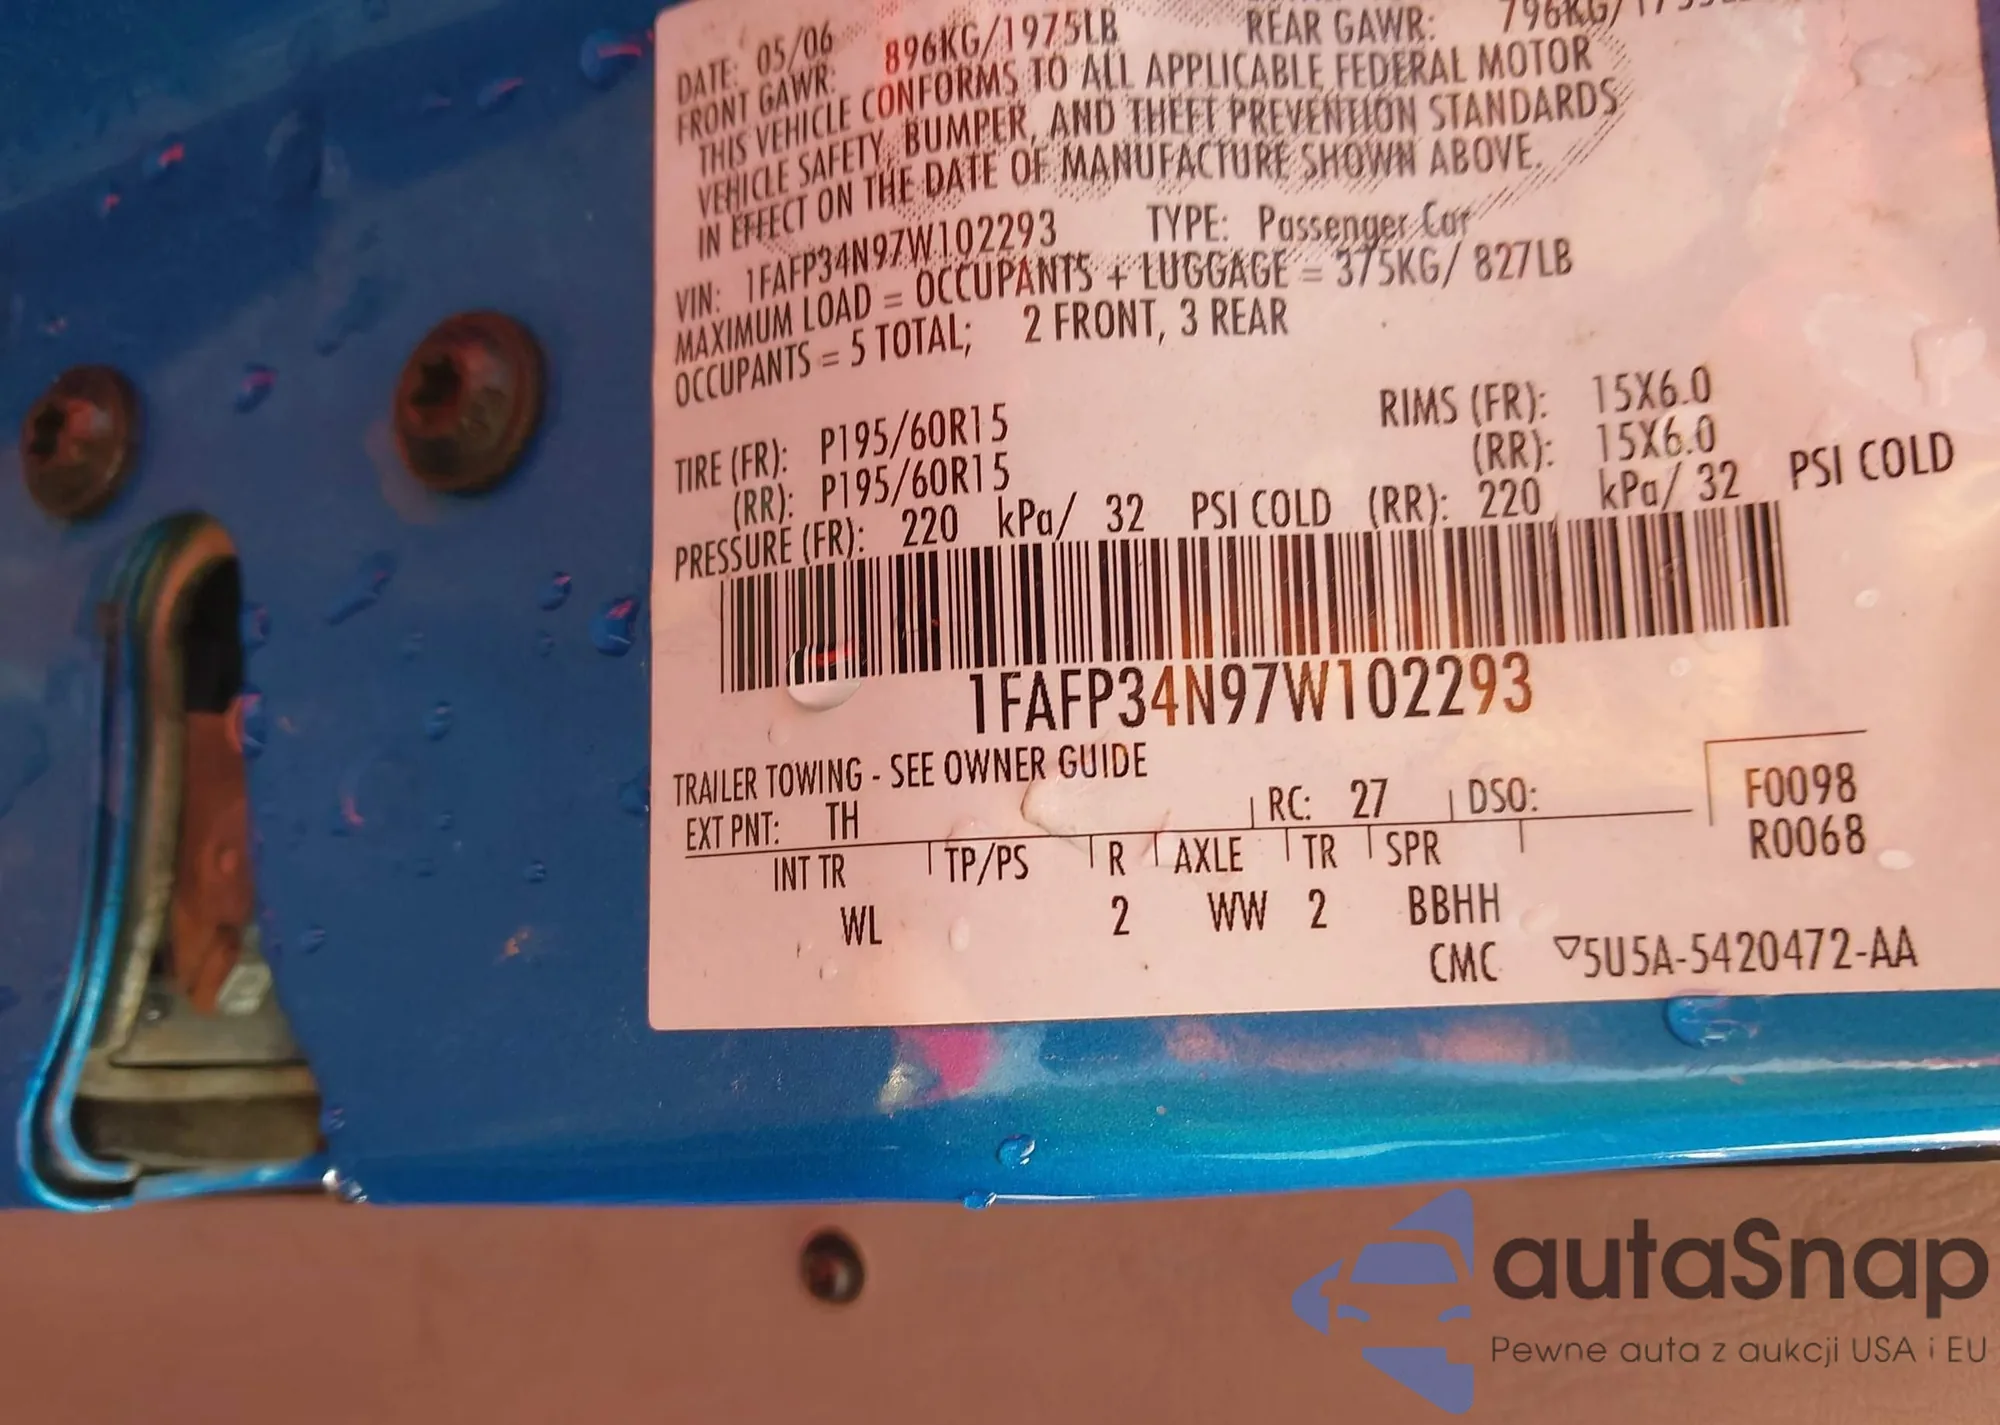 DATE: 05/06
FRONT GAWR: 896KG/1975LB REAR GAWR:
THIS VEHICLE CONFORMS TO ALL APPLICABLE FEDERAL MOTOR
VEHICLE SAFETY, BUMPER, AND THEFT PREVENTION STANDARDS
IN EFFECT ON THE DATE OF MANUFACTURE SHOWN ABOVE.
VIN: 1FAFP34N97W102293 TYPE: Passenger Car
MAXIMUM LOAD = OCCUPANTS + LUGGAGE = 375KG/ 827LB
OCCUPANTS = 5 TOTAL; 2 FRONT, 3 REAR
TIRE (FR): P195/60R15 RIMS (FR): 15X6.0
(RR): P195/60R15 (RR): 15X6.0
PRESSURE (FR): 220 kPa/ 32 PSI COLD (RR): 220 kPa/ 32 PSI COLD
1FAFP34N97W102293
TRAILER TOWING - SEE OWNER GUIDE
EXT PNT: TH RC: 27 DSO: F0098
R0068
INT TR TP/PS R AXLE TR SPR
WL 2 WW 2 BBHH
CMC ▽5U5A-5420472-AA
autaSnap
Pewne auta z aukcji USA i EU